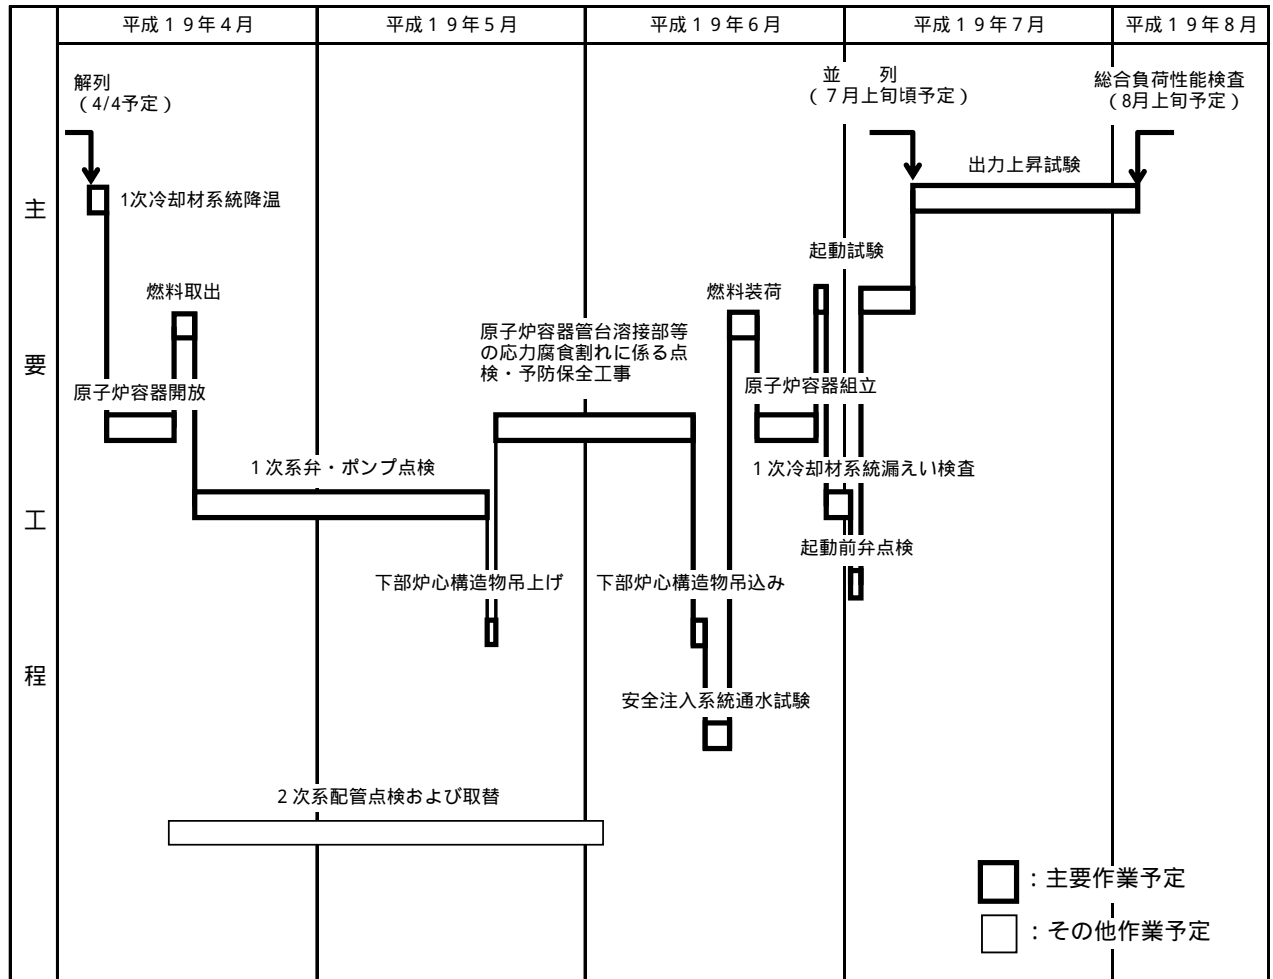 平成１９年４月
平成１９年５月
平成１９年６月
平成１９年７月
平成１９年８月
主要工程
解列
（4/4予定）
並　列
（７月上旬頃予定）
総合負荷性能検査
（8月上旬予定）
出力上昇試験
1次冷却材系統降温
起動試験
燃料取出
燃料装荷
原子炉容器管台溶接部等
の応力腐食割れに係る点
検・予防保全工事
原子炉容器開放
原子炉容器組立
１次系弁・ポンプ点検
１次冷却材系統漏えい検査
起動前弁点検
下部炉心構造物吊上げ
下部炉心構造物吊込み
安全注入系統通水試験
２次系配管点検および取替
：主要作業予定
：その他作業予定